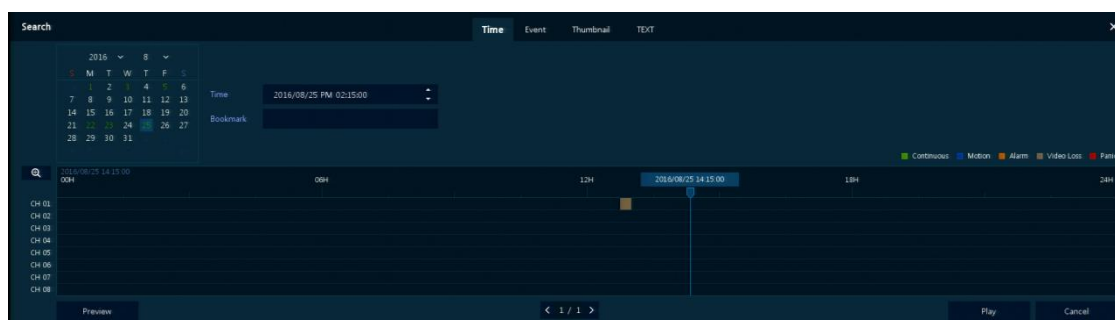 Search
Time Event Thumbnail TEXT
2016 8
S M T W T F S
1 2 3 4 5 6
7 8 9 10 11 12 13
14 15 16 17 18 19 20
21 22 23 24 25 26 27
28 29 30 31
Time 2016/08/25 PM 02:15:00
Bookmark
Continuous Motion Alarm Video Loss Pani
2016/08/25 14:15:00
00H 06H 12H 2016/08/25 14:15:00 18H 24H
CH 01
CH 02
CH 03
CH 04
CH 05
CH 06
CH 07
CH 08
Preview < 1 / 1 > Play Cancel